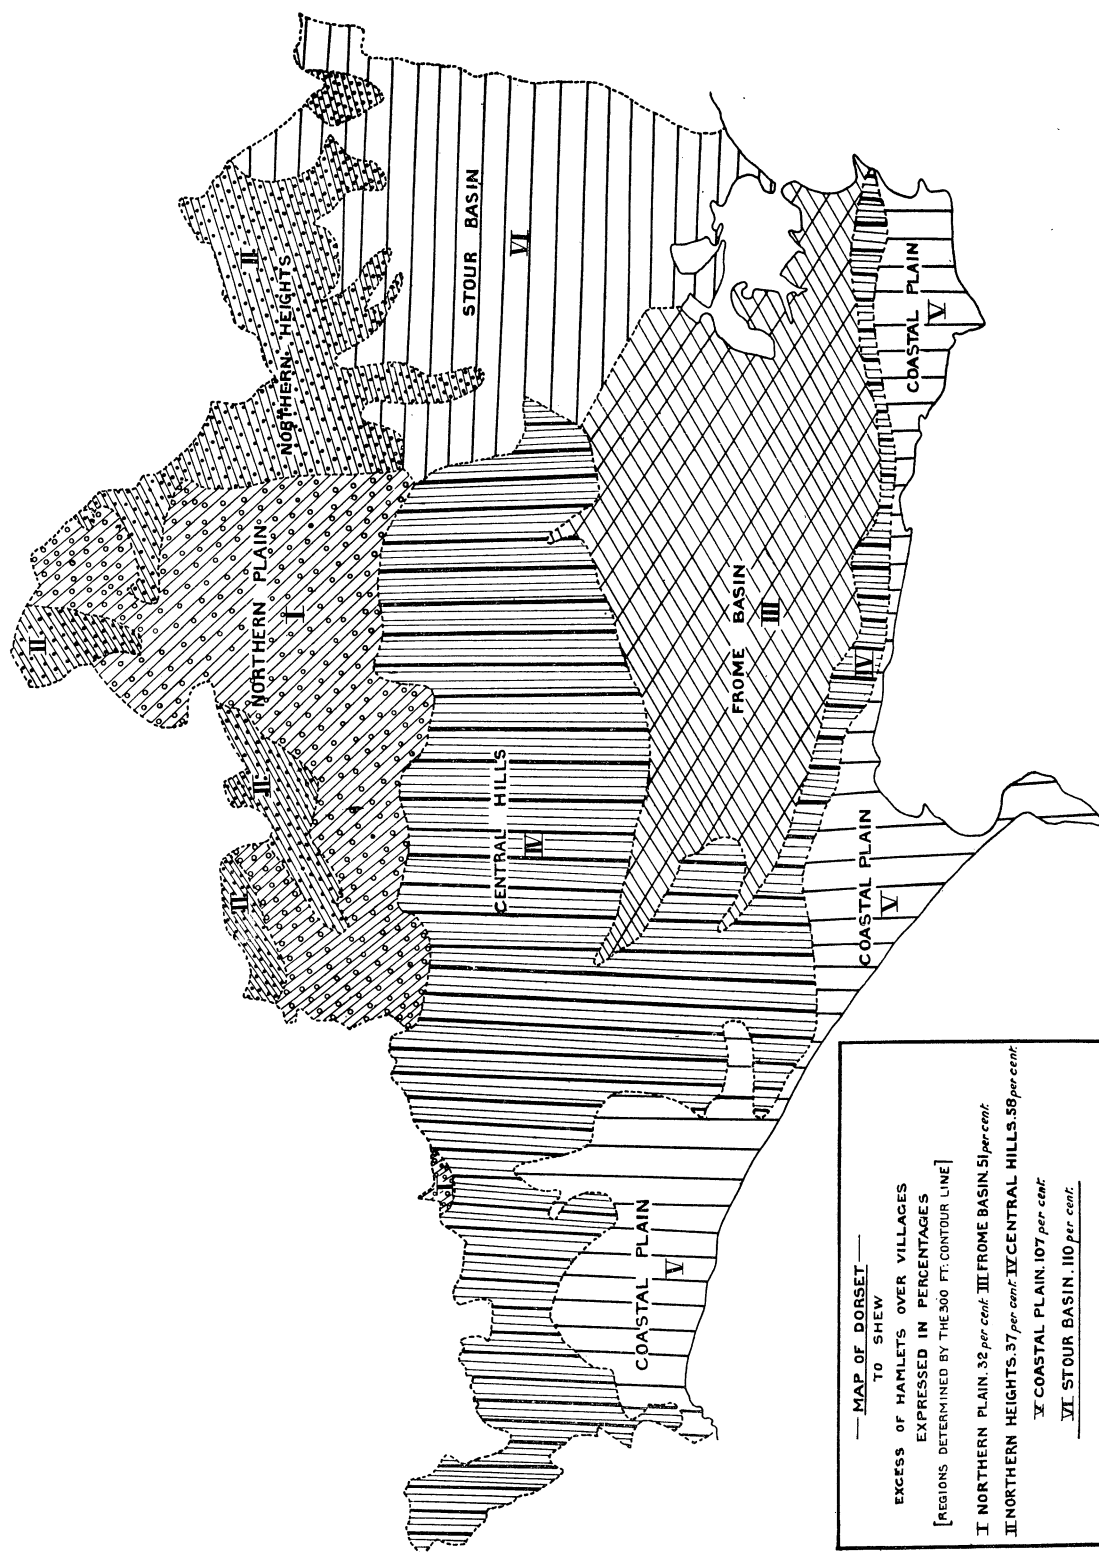 II
II
NORTHERN HEIGHTS
II
II
NORTHERN PLAIN
I
STOUR BASIN
VI
CENTRAL HILLS
IV
I
FROME BASIN
III
IV
COASTAL PLAIN
V
COASTAL PLAIN
V
COASTAL PLAIN
V
— MAP OF DORSET —
TO SHEW
EXCESS OF HAMLETS OVER VILLAGES
EXPRESSED IN PERCENTAGES
[REGIONS DETERMINED BY THE 300 FT. CONTOUR LINE]
I NORTHERN PLAIN. 32 per cent. III FROME BASIN. 51 per cent.
II NORTHERN HEIGHTS. 37 per cent. IV CENTRAL HILLS. 58 per cent.
V COASTAL PLAIN. 107 per cent.
VI STOUR BASIN. 110 per cent.